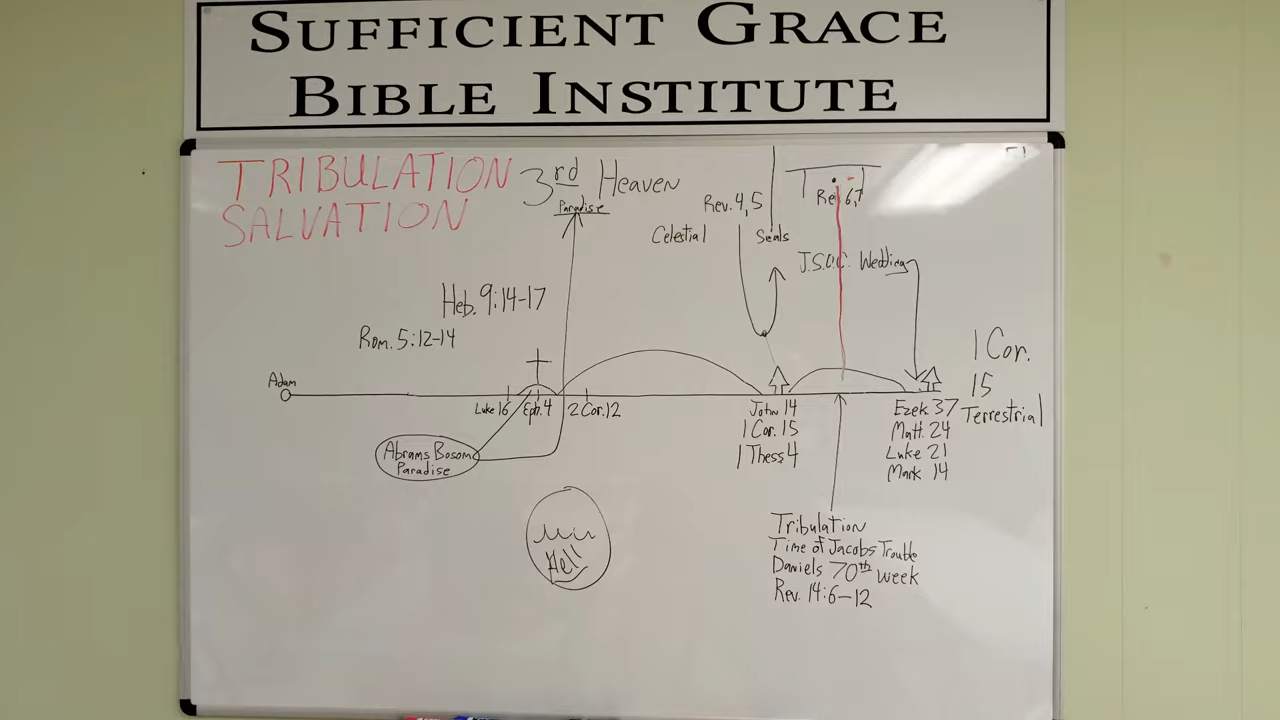 SUFFICIENT GRACE
BIBLE INSTITUTE
TRIBULATION
SALVATION
3rd Heaven
Paradise
Rev. 4,5
Celestial
Seals
6,7
Wedding
Heb. 9:14-17
Rom. 5:12-14
Adam
Luke 16
Eph. 4
2 Cor. 12
Abrams Bosom
Paradise
Hell
John 14
1 Cor. 15
1 Thess 4
Ezek 37
Matt. 24
Luke 21
Mark 14
1 Cor.
15
Terrestrial
Tribulation
Time of Jacobs Trouble
Daniels 70th week
Rev. 14:6-12